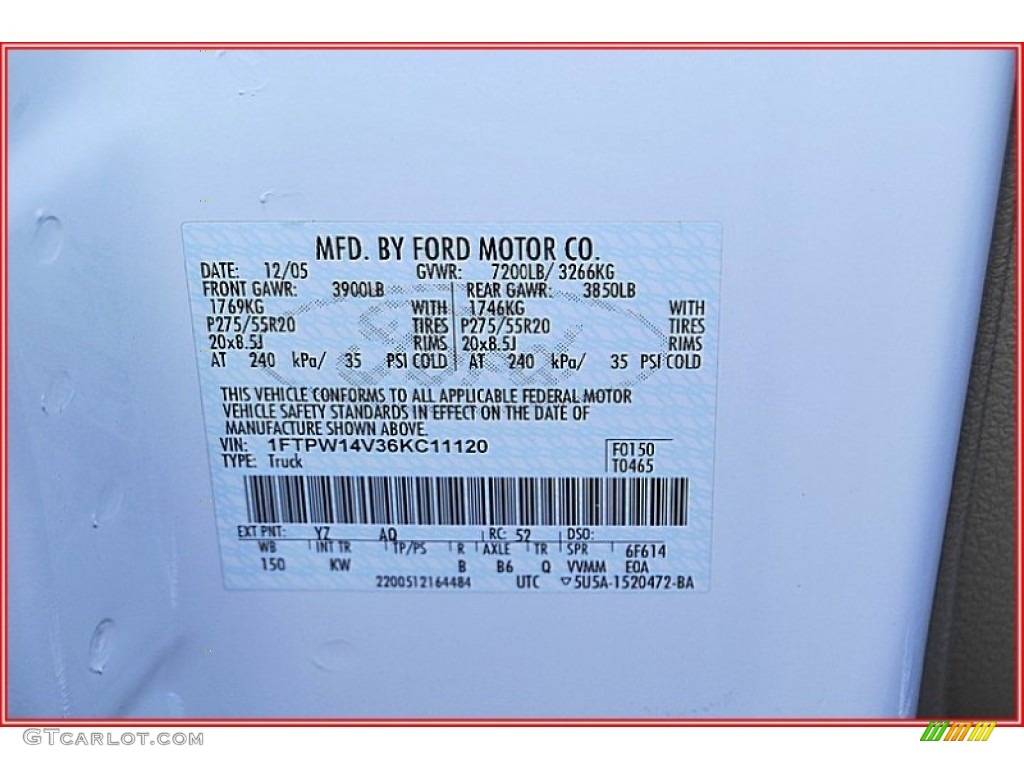 MFD. BY FORD MOTOR CO.
DATE: 12/05 GVWR: 7200LB/ 3266KG
FRONT GAWR: 3900LB REAR GAWR: 3850LB
1769KG WITH 1746KG WITH
P275/55R20 TIRES P275/55R20 TIRES
20x8.5J RIMS 20x8.5J RIMS
AT 240 kPa/ 35 PSI COLD AT 240 kPa/ 35 PSI COLD
THIS VEHICLE CONFORMS TO ALL APPLICABLE FEDERAL MOTOR
VEHICLE SAFETY STANDARDS IN EFFECT ON THE DATE OF
MANUFACTURE SHOWN ABOVE.
VIN: 1FTPW14V36KC11120 F0150
TYPE: Truck T0465
EXT PNT: YZ AQ RC: 52 DSO:
WB INT TR TP/PS R AXLE TR SPR 6F614
150 KW B B6 Q VVMM EOA
2200512164484 UTC ▽5U5A-1520472-BA
GTCARLOT.COM